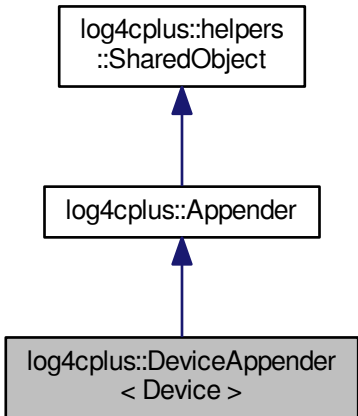 log4cplus::helpers
::SharedObject
log4cplus::Appender
log4cplus::DeviceAppender
< Device >